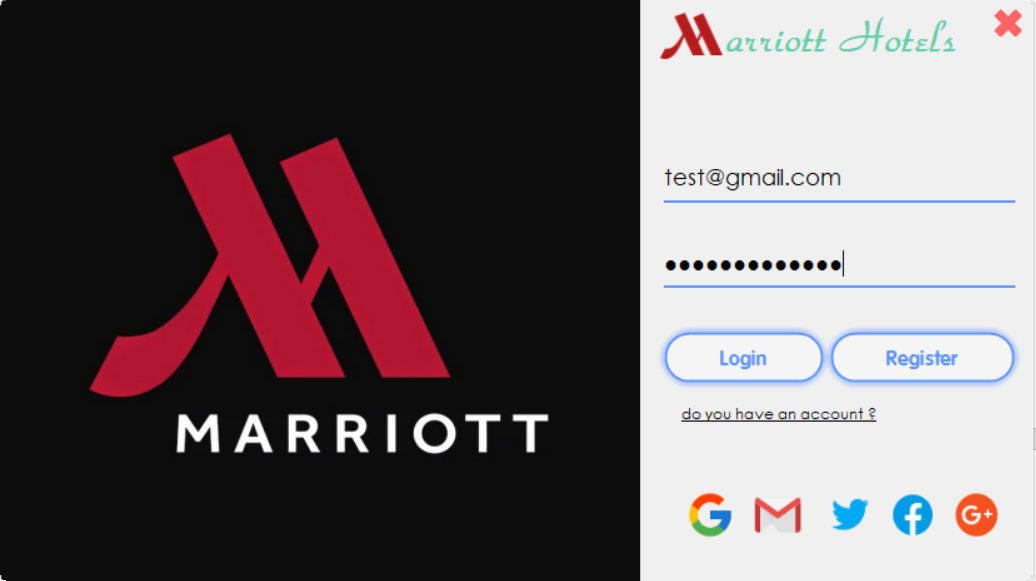 MARRIOTT
Marriott Hotels
test@gmail.com
•••••••••••••
Login
Register
do you have an account ?
G
M
f
G+